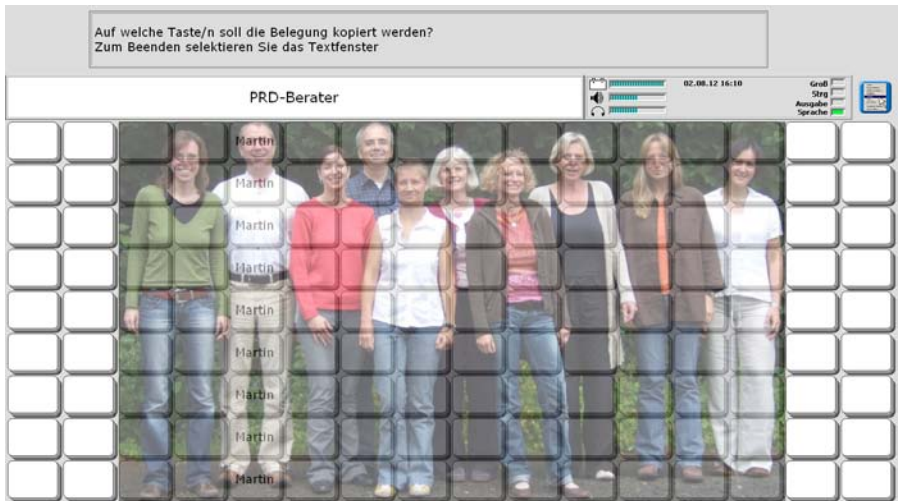 Auf welche Taste/n soll die Belegung kopiert werden?
Zum Beenden selektieren Sie das Textfenster
PRD-Berater
02.08.12 16:10
Groß
Strg
Ausgabe
Sprache
Martin
Martin
Martin
Martin
Martin
Martin
Martin
Martin
Martin